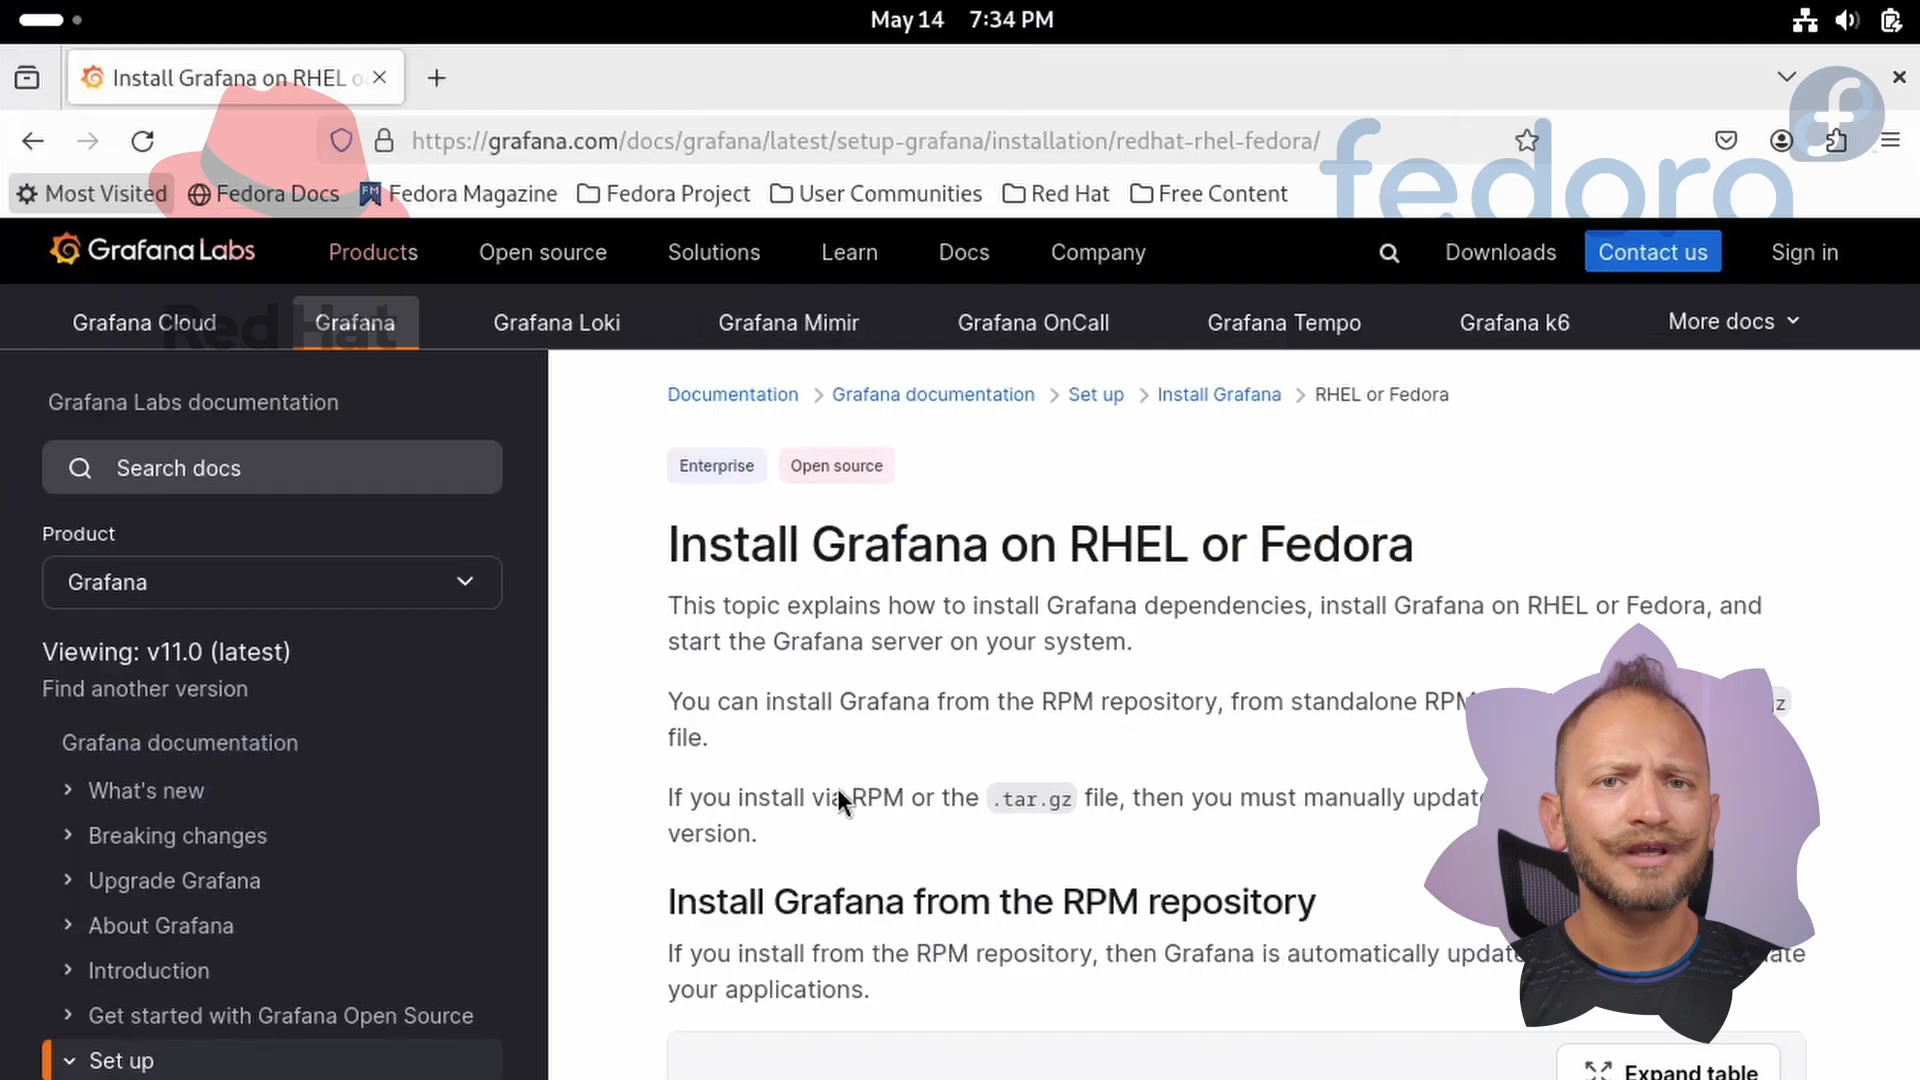 May 14 7:34 PM
Install Grafana on RHEL o
https://grafana.com/docs/grafana/latest/setup-grafana/installation/redhat-rhel-fedora/
fedora
Most Visited Fedora Docs Fedora Magazine Fedora Project User Communities Red Hat Free Content
Grafana Labs Products Open source Solutions Learn Docs Company Downloads Contact us Sign in
Red Hat
Grafana Cloud Grafana Grafana Loki Grafana Mimir Grafana OnCall Grafana Tempo Grafana k6 More docs
Grafana Labs documentation
Search docs
Product
Grafana
Viewing: v11.0 (latest)
Find another version
Grafana documentation
What's new
Breaking changes
Upgrade Grafana
About Grafana
Introduction
Get started with Grafana Open Source
Set up
Documentation > Grafana documentation > Set up > Install Grafana > RHEL or Fedora
Enterprise Open source
Install Grafana on RHEL or Fedora
This topic explains how to install Grafana dependencies, install Grafana on RHEL or Fedora, and
start the Grafana server on your system.
You can install Grafana from the RPM repository, from standalone RPM
file.
If you install via RPM or the .tar.gz file, then you must manually update
version.
Install Grafana from the RPM repository
If you install from the RPM repository, then Grafana is automatically
your applications.
Expand table